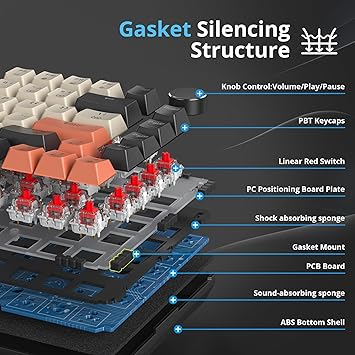 Gasket Silencing
Structure
Knob Control:Volume/Play/Pause
PBT Keycaps
Linear Red Switch
PC Positioning Board Plate
Shock absorbing sponge
Gasket Mount
PCB Board
Sound-absorbing sponge
ABS Bottom Shell